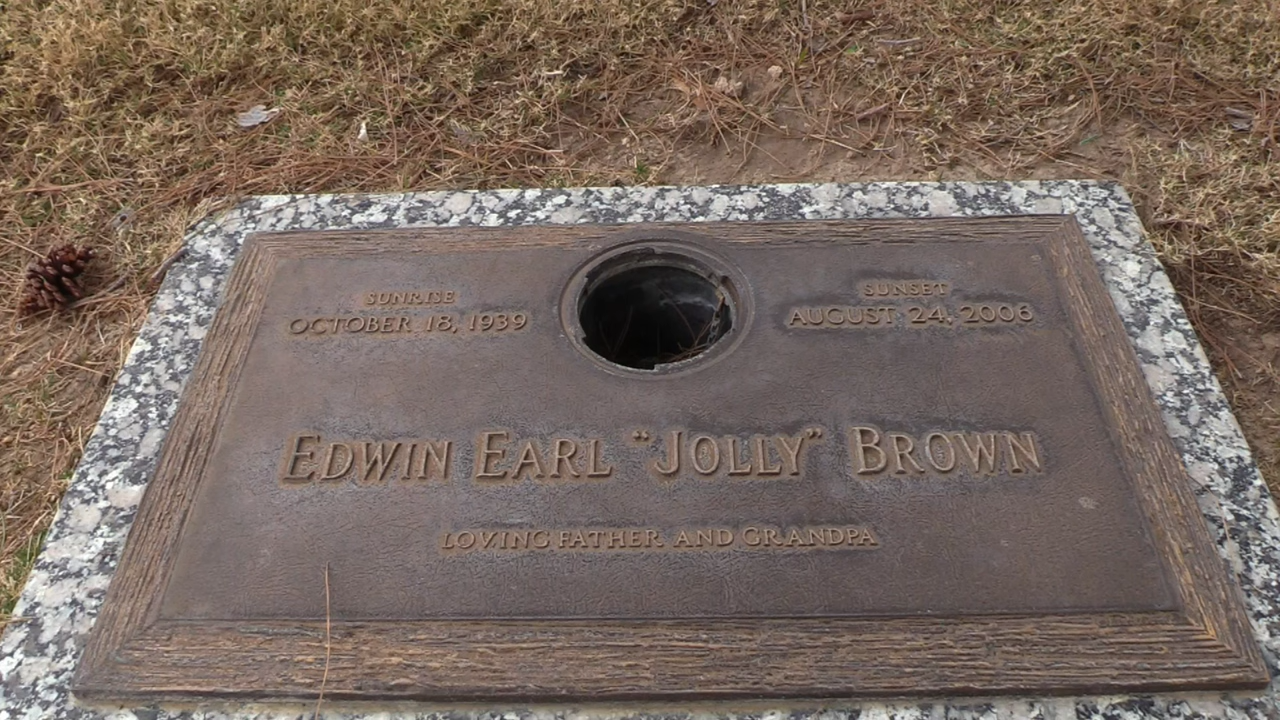 SUNRISE
OCTOBER 18, 1939
SUNSET
AUGUST 24, 2006
EDWIN EARL "JOLLY" BROWN
LOVING FATHER AND GRANDPA